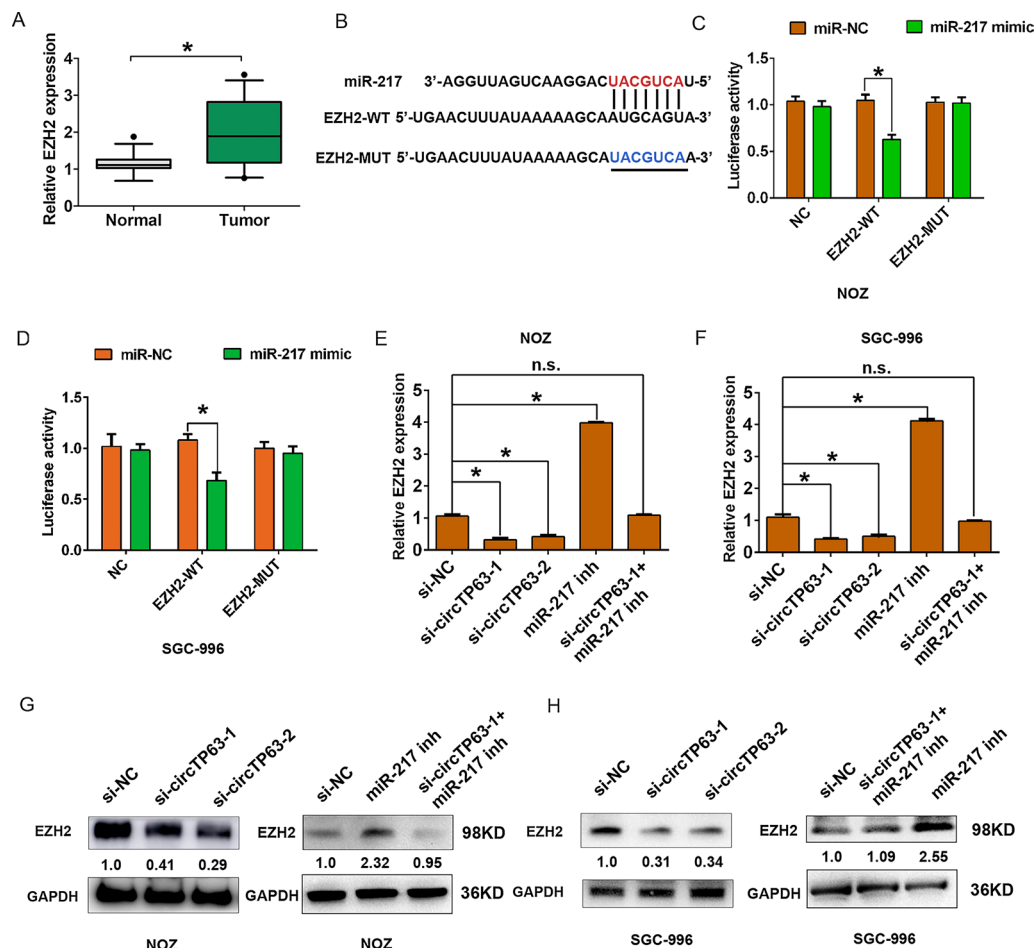 A
Relative EZH2 expression
4
3
2
1
0
*
Normal
Tumor
B
miR-217 3'-AGGUUAGUCAAGGACUACGUCAU-5'
EZH2-WT 5'-UGAACUUUAUAAAAAGCAAUGCAGUA-3'
EZH2-MUT 5'-UGAACUUUAUAAAAAGCAUACGUCAA-3'
C
miR-NC
miR-217 mimic
Luciferase activity
1.5
1.0
0.5
0.0
*
NC
EZH2-WT
EZH2-MUT
NOZ
D
miR-NC
miR-217 mimic
Luciferase activity
1.5
1.0
0.5
0.0
*
NC
EZH2-WT
EZH2-MUT
SGC-996
E
NOZ
Relative EZH2 expression
5
4
3
2
1
0
n.s.
*
*
*
si-NC
si-circTP63-1
si-circTP63-2
miR-217 inh
si-circTP63-1+
miR-217 inh
F
SGC-996
Relative EZH2 expression
5
4
3
2
1
0
n.s.
*
*
*
si-NC
si-circTP63-1
si-circTP63-2
miR-217 inh
si-circTP63-1+
miR-217 inh
G
si-NC
si-circTP63-1
si-circTP63-2
EZH2
1.0 0.41 0.29
GAPDH
NOZ
si-NC
miR-217 inh
si-circTP63-1+
miR-217 inh
EZH2 98KD
1.0 2.32 0.95
GAPDH 36KD
NOZ
H
si-NC
si-circTP63-1
si-circTP63-2
EZH2
1.0 0.31 0.34
GAPDH
SGC-996
si-NC
si-circTP63-1+
miR-217 inh
miR-217 inh
EZH2 98KD
1.0 1.09 2.55
GAPDH 36KD
SGC-996